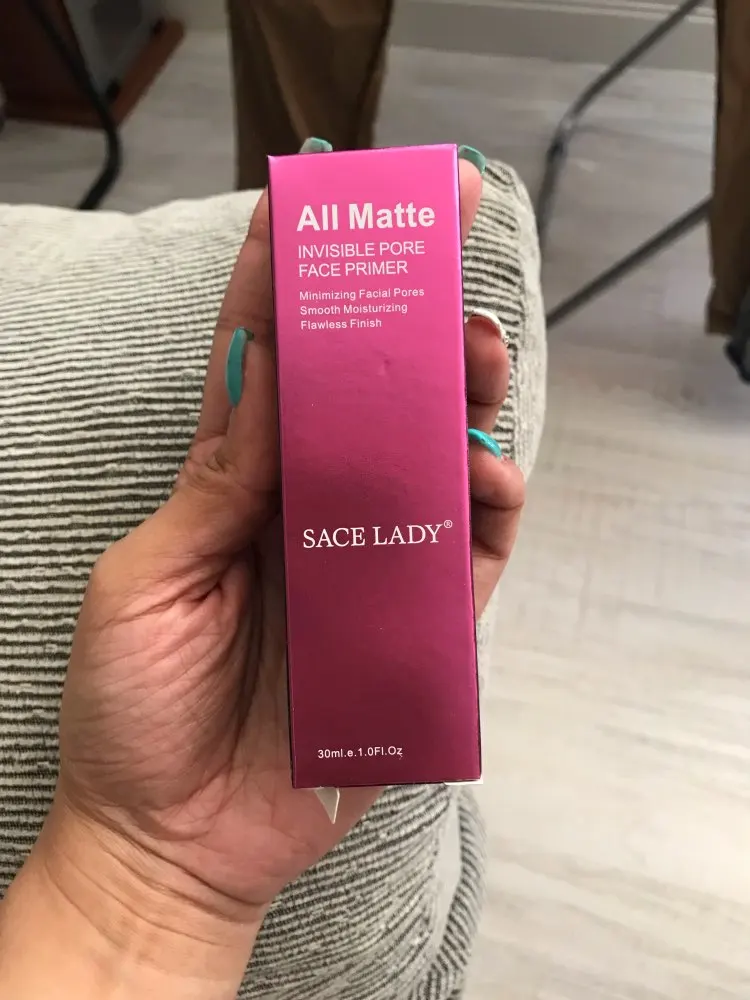 All Matte
INVISIBLE PORE
FACE PRIMER
Minimizing Facial Pores
Smooth Moisturizing
Flawless Finish
SACE LADY®
30ml.e.1.0Fl.Oz